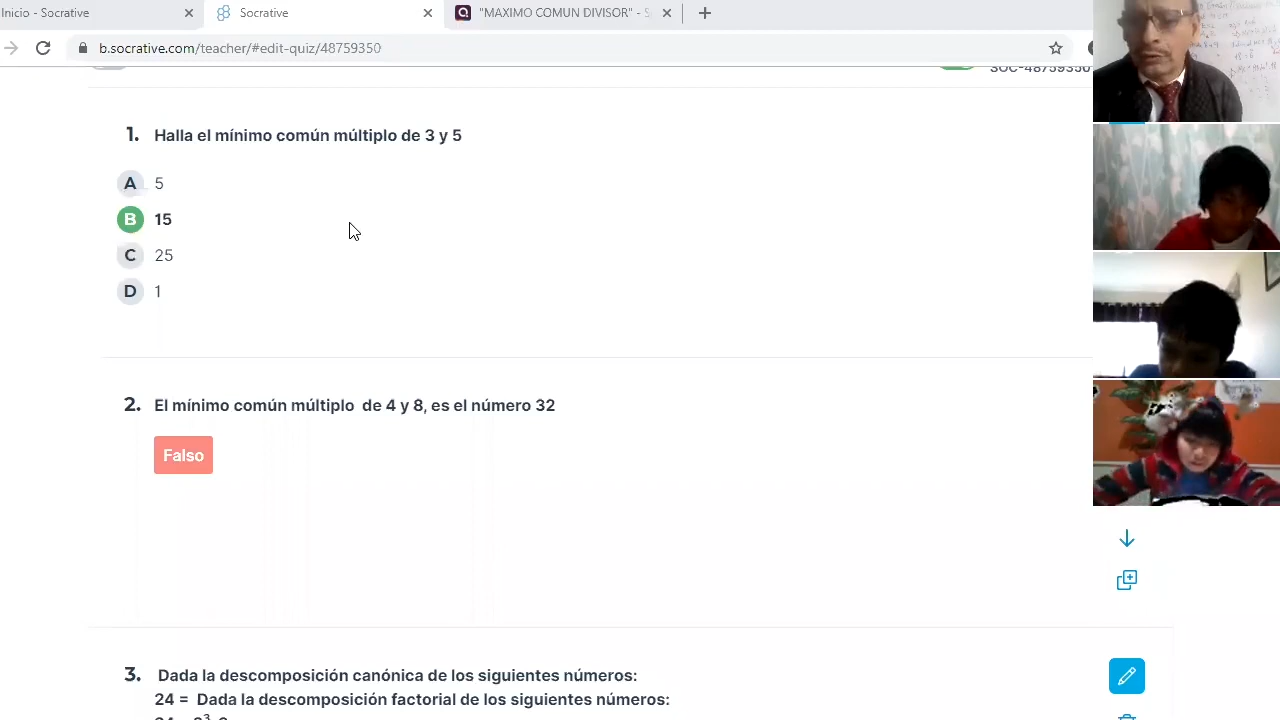 Inicio - Socrative
Socrative
"MAXIMO COMUN DIVISOR" - S
b.socrative.com/teacher/#edit-quiz/48759350
SOC-48759350
1. Halla el mínimo común múltiplo de 3 y 5
A 5
B 15
C 25
D 1
2. El mínimo común múltiplo de 4 y 8, es el número 32
Falso
3. Dada la descomposición canónica de los siguientes números:
24 = Dada la descomposición factorial de los siguientes números: